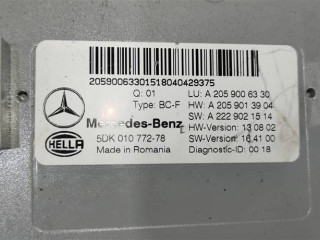 20590063301518040429375
Q: 01 LU: A 205 900 63 30
Type: BC-F HW: A 205 901 39 04
SW: A 222 902 15 14
Mercedes-Benz HW-Version: 13 08 02
HELLA 5DK 010 772-78 SW-Version: 16 41 00
Made in Romania Diagnostic-ID: 00 18